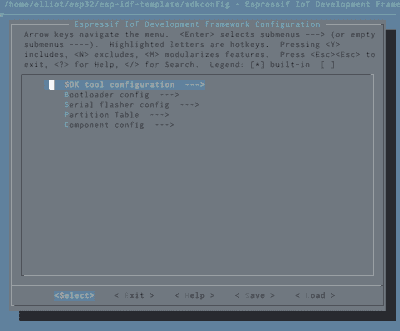 /home/elliot/esp32/esp-idf-template/sdkconfig - Espressif IoT Development Frame
Espressif IoT Development Framework Configuration
Arrow keys navigate the menu. <Enter> selects submenus ---> (or empty
submenus ----). Highlighted letters are hotkeys. Pressing <Y>
includes, <N> excludes, <M> modularizes features. Press <Esc><Esc> to
exit, <?> for Help, </> for Search. Legend: [*] built-in [ ]
SDK tool configuration --->
Bootloader config --->
Serial flasher config --->
Partition Table --->
Component config --->
<Select> < Exit > < Help > < Save > < Load >